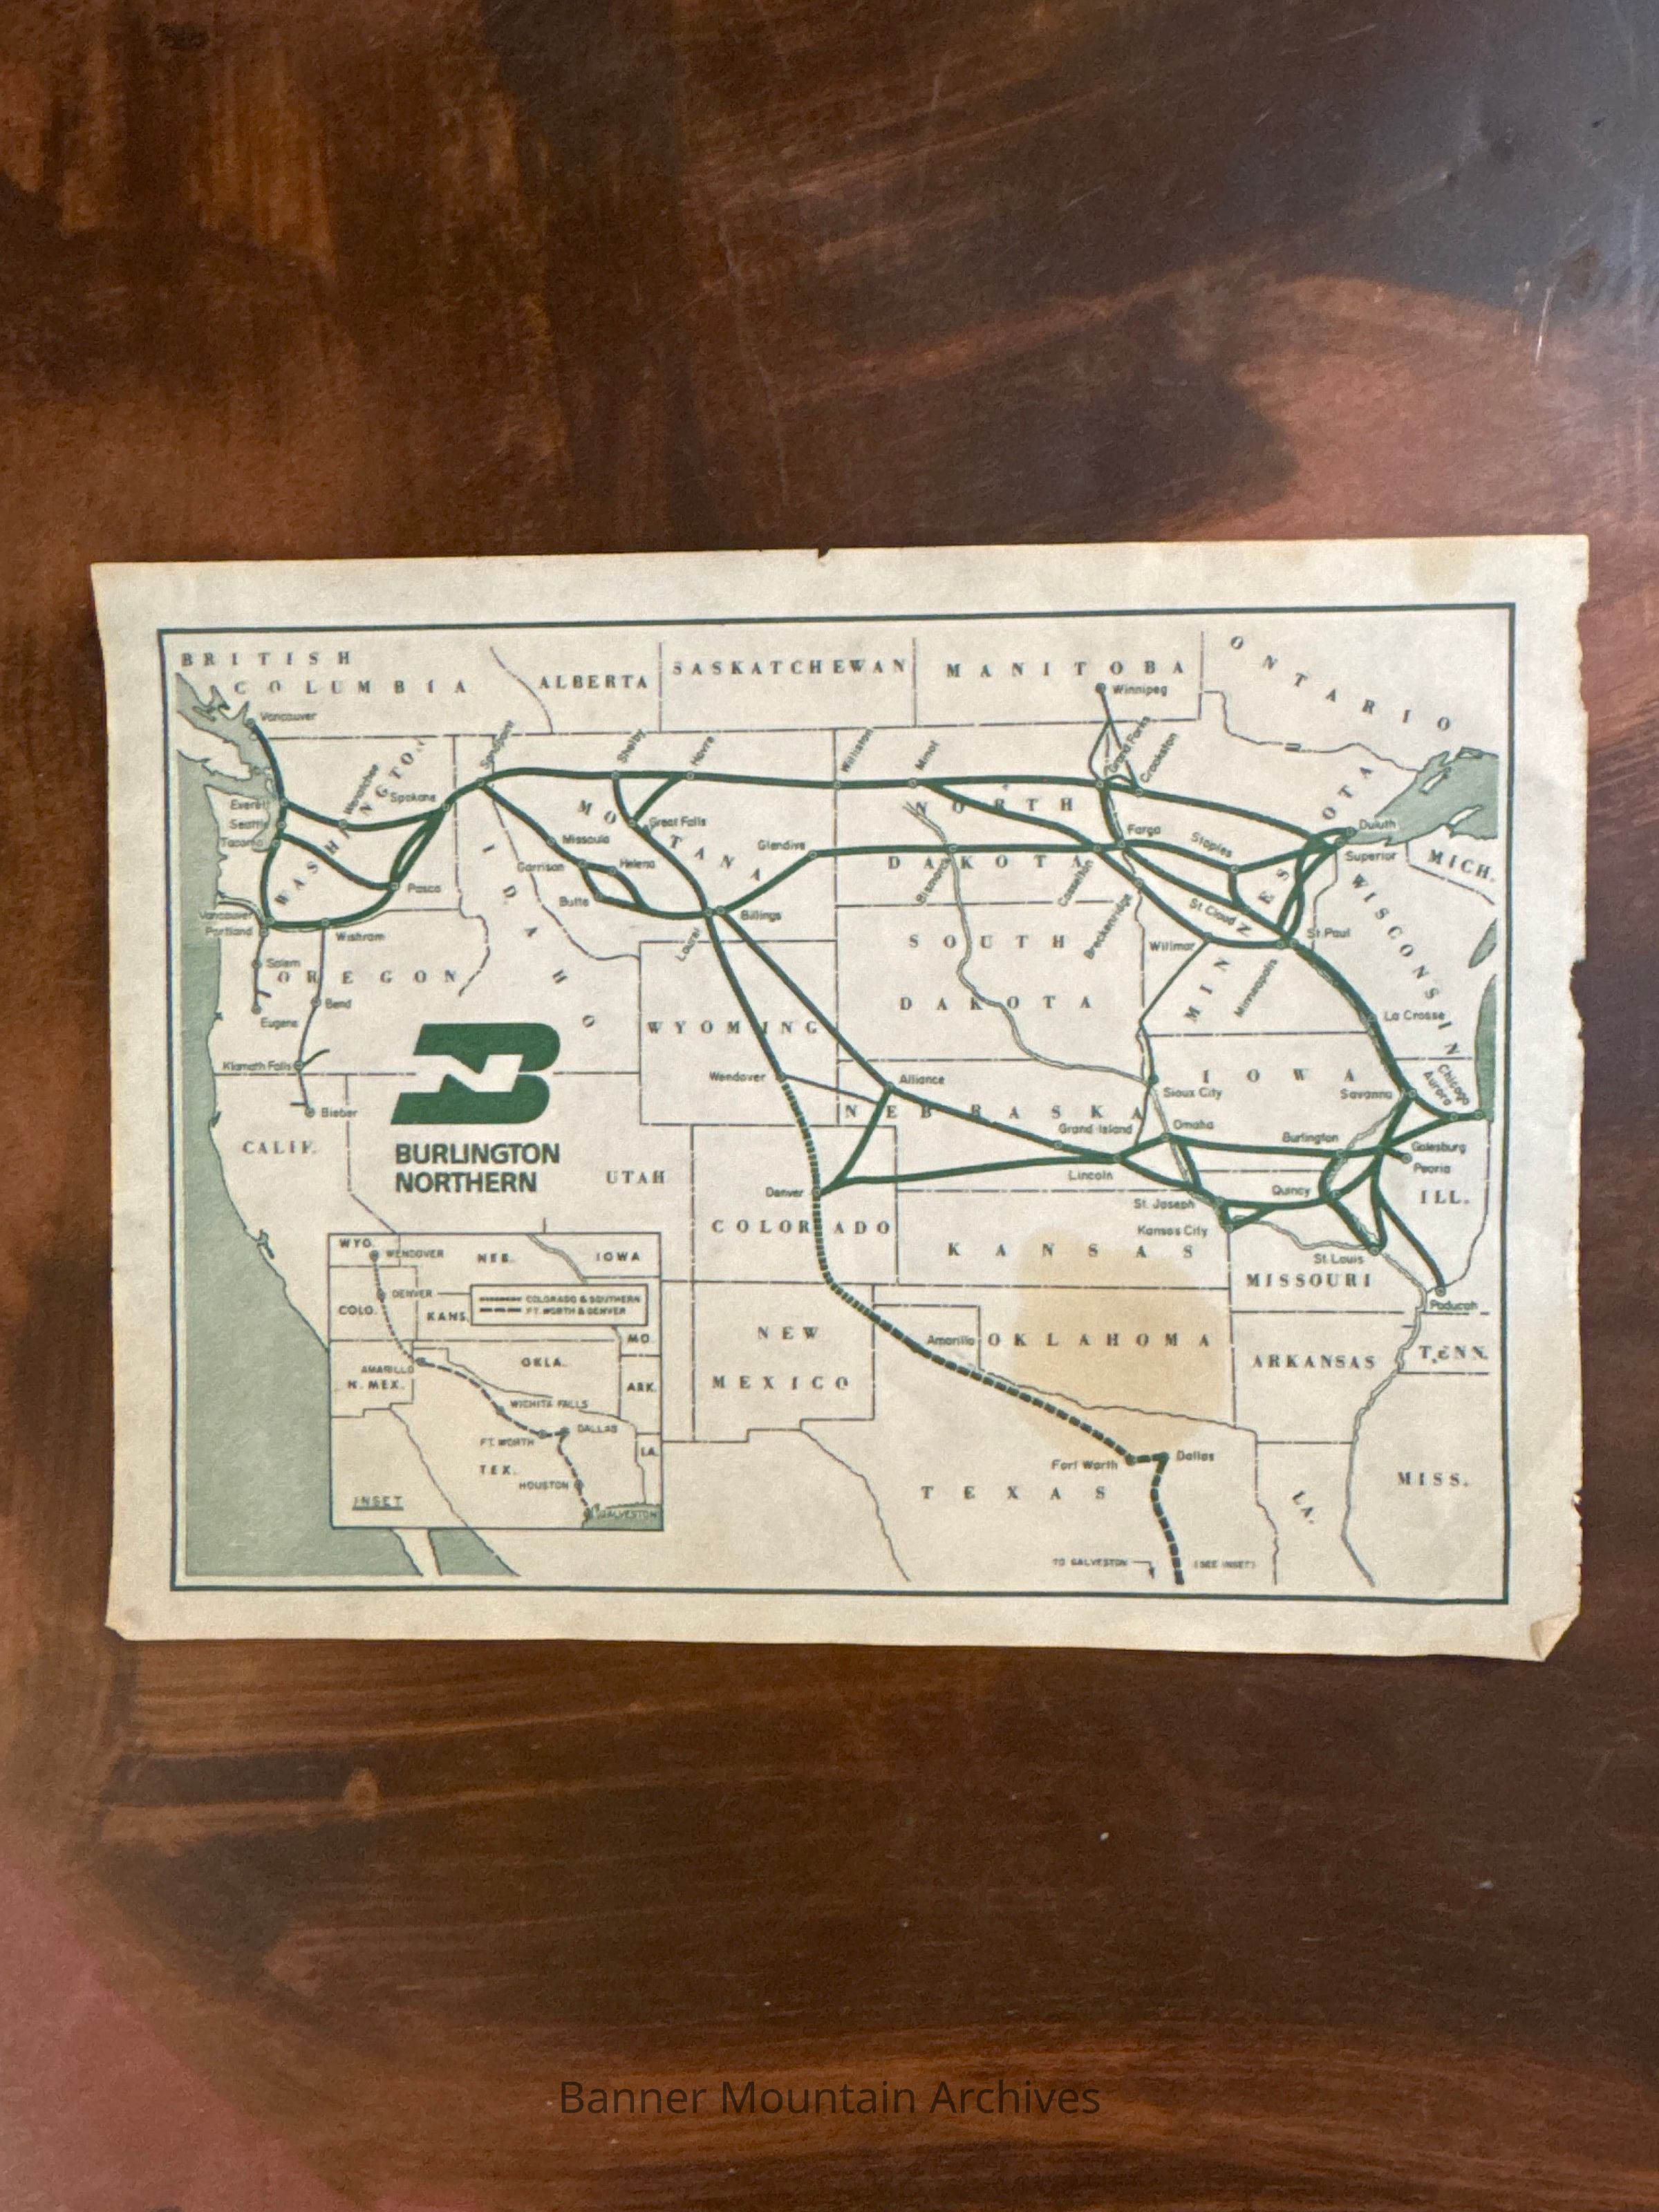 BRITISH
COLUMBIA
ALBERTA
SASKATCHEWAN
MANITOBA
ONTARIO
Winnipeg
Vancouver
Sandpoint
Shelby
Havre
Williston
Minot
Grand Forks
Crookston
WASHINGTON
Wenatchee
Spokane
Everett
Seattle
Tacoma
MONTANA
Great Falls
NORTH
DAKOTA
MINNESOTA
Duluth
Superior
MICH.
Fargo
Staples
Missoula
Glendive
Garrison
Helena
Butte
Billings
Laurel
Bismarck
Casselton
Breckenridge
St Cloud
IDAHO
Pasco
Vancouver
Portland
Wishram
Salem
OREGON
Bend
Eugene
Klamath Falls
Bieber
SOUTH
DAKOTA
Willmar
St. Paul
Minneapolis
WISCONSIN
La Crosse
WYOMING
Wendover
Alliance
NEBRASKA
Sioux City
IOWA
Savanna
Chicago
Aurora
Grand Island
Omaha
Burlington
Galesburg
Peoria
CALIF.
BURLINGTON
NORTHERN
UTAH
Denver
COLORADO
Lincoln
St. Joseph
Kansas City
Quincy
ILL.
KANSAS
St. Louis
MISSOURI
Paducah
NEW
MEXICO
Amarillo
OKLAHOMA
ARKANSAS
TENN.
Fort Worth
Dallas
TEXAS
LA.
MISS.
TO GALVESTON
(SEE INSET)
WYO.
WENDOVER
NEB.
IOWA
DENVER
COLORADO & SOUTHERN
FT. WORTH & DENVER
COLO.
KANS.
MO.
AMARILLO
OKLA.
N. MEX.
ARK.
WICHITA FALLS
FT. WORTH
DALLAS
LA.
TEX.
HOUSTON
INSET
GALVESTON
Banner Mountain Archives